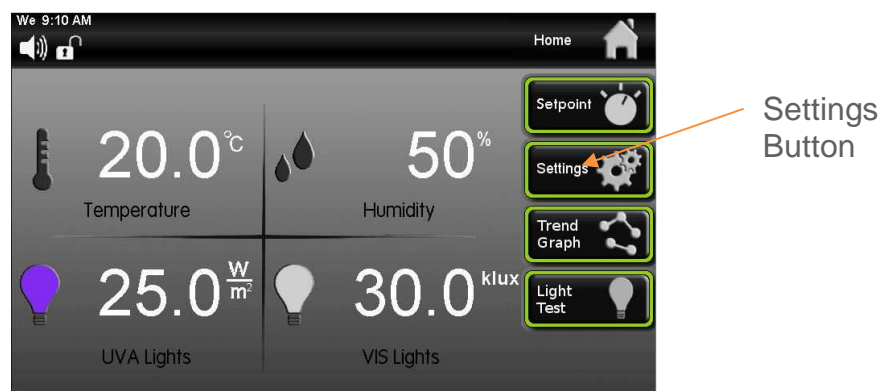 We 9:10 AM
Home
Setpoint
Settings
Trend
Graph
Light
Test
20.0°C
Temperature
50%
Humidity
25.0 W/m²
UVA Lights
30.0 klux
VIS Lights
Settings
Button